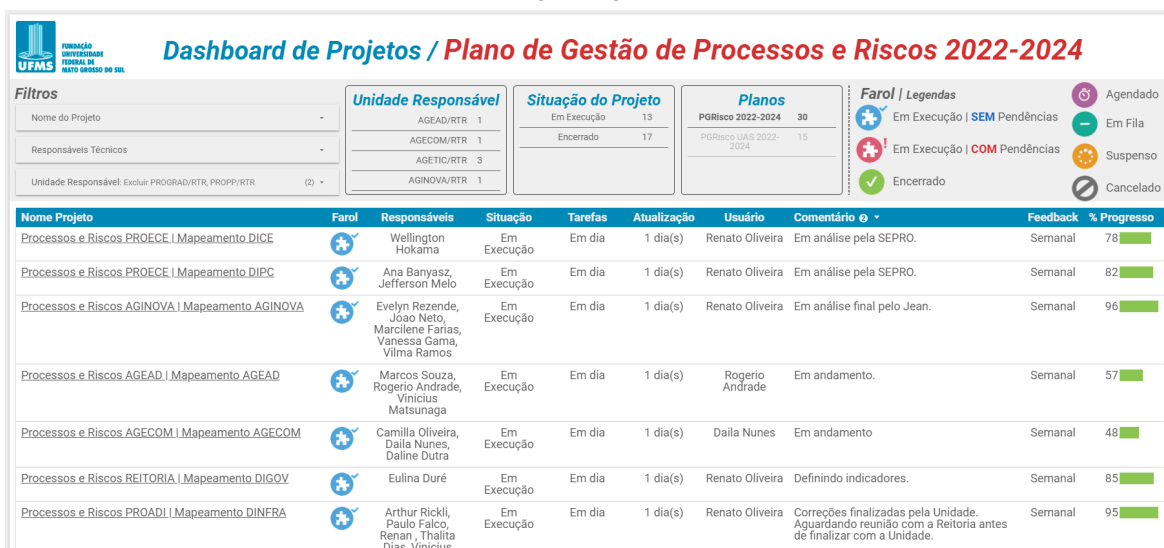 FUNDAÇÃO
UNIVERSIDADE
FEDERAL DE
MATO GROSSO DO SUL
UFMS
Dashboard de Projetos / Plano de Gestão de Processos e Riscos 2022-2024
Filtros
Nome do Projeto
Responsáveis Técnicos
Unidade Responsável: Excluir PROGRAD/RTR, PROPP/RTR (2)
Unidade Responsável
AGEAD/RTR 1
AGECOM/RTR 1
AGETIC/RTR 3
AGINOVA/RTR 1
Situação do Projeto
Em Execução 13
Encerrado 17
Planos
PGRisco 2022-2024 30
PGRisco UAS 2022- 15
2024
Farol | Legendas
Em Execução | SEM Pendências
Em Execução | COM Pendências
Encerrado
Agendado
Em Fila
Suspenso
Cancelado
Nome Projeto Farol Responsáveis Situação Tarefas Atualização Usuário Comentário Feedback % Progresso
Processos e Riscos PROECE | Mapeamento DICE Wellington Em Em dia 1 dia(s) Renato Oliveira Em análise pela SEPRO. Semanal 78
Hokama Execução
Processos e Riscos PROECE | Mapeamento DIPC Ana Banyasz, Em Em dia 1 dia(s) Renato Oliveira Em análise pela SEPRO. Semanal 82
Jefferson Melo Execução
Processos e Riscos AGINOVA | Mapeamento AGINOVA Evelyn Rezende, Em Em dia 1 dia(s) Renato Oliveira Em análise final pelo Jean. Semanal 96
Joao Neto, Execução
Marcilene Farias,
Vanessa Gama,
Vilma Ramos
Processos e Riscos AGEAD | Mapeamento AGEAD Marcos Souza, Em Em dia 1 dia(s) Rogerio Em andamento. Semanal 57
Rogerio Andrade, Execução Andrade
Vinicius
Matsunaga
Processos e Riscos AGECOM | Mapeamento AGECOM Camilla Oliveira, Em Em dia 1 dia(s) Daila Nunes Em andamento Semanal 48
Daila Nunes, Execução
Daline Dutra
Processos e Riscos REITORIA | Mapeamento DIGOV Eulina Duré Em Em dia 1 dia(s) Renato Oliveira Definindo indicadores. Semanal 85
Execução
Processos e Riscos PROADI | Mapeamento DINFRA Arthur Rickli, Em Em dia 1 dia(s) Renato Oliveira Correções finalizadas pela Unidade. Semanal 95
Paulo Falco, Execução Aguardando reunião com a Reitoria antes
Renan , Thalita de finalizar com a Unidade.
Dias, Vinicius